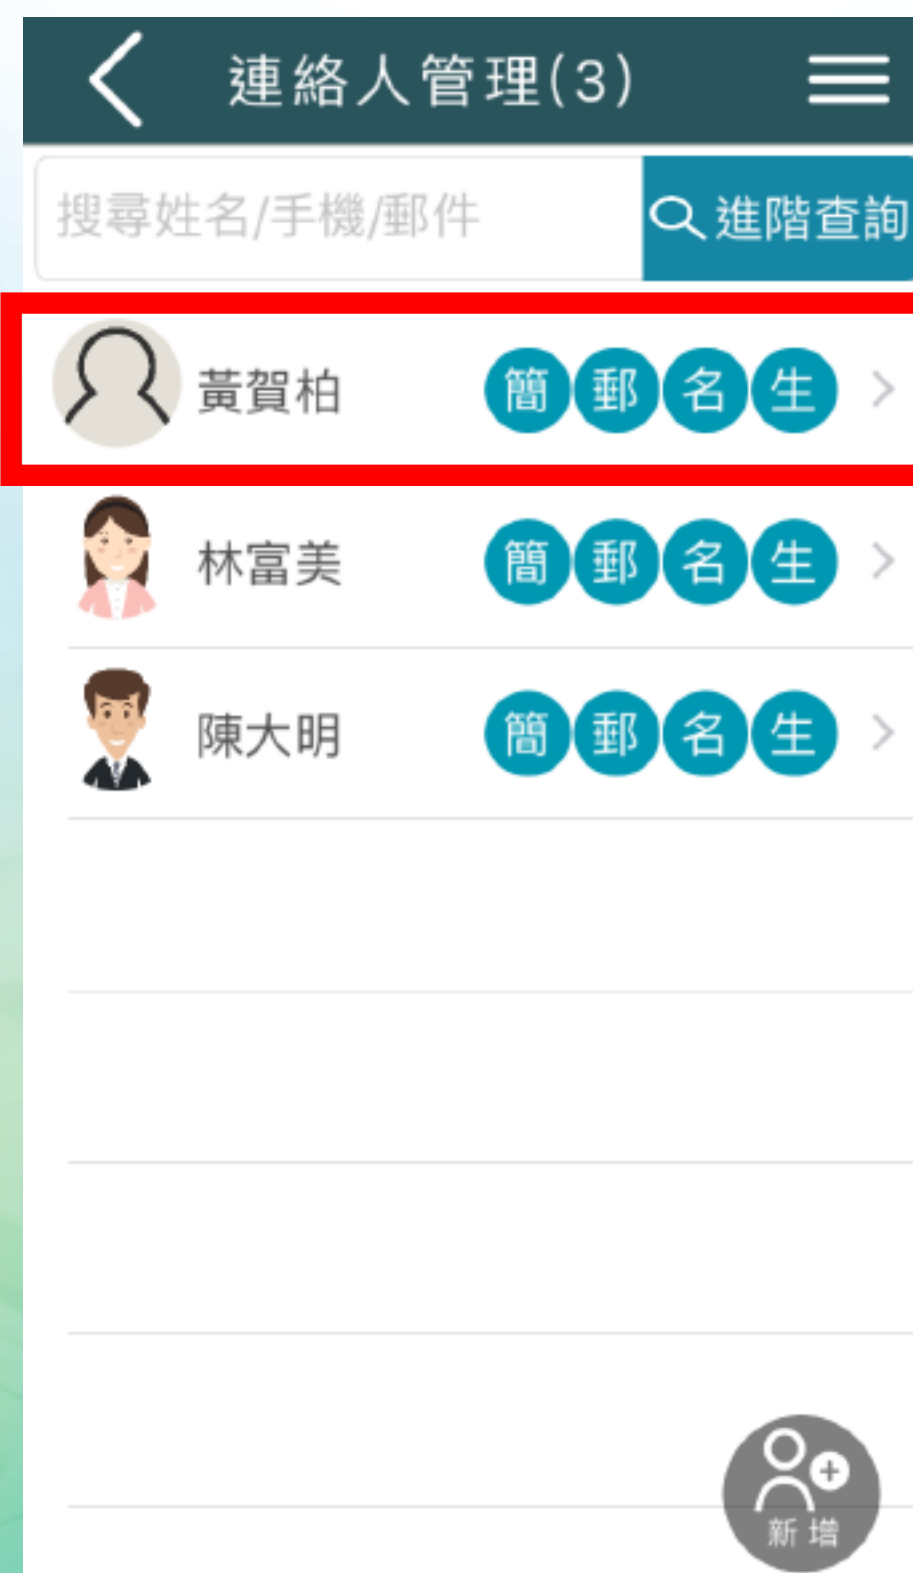 連絡人管理(3)
搜尋姓名/手機/郵件 進階查詢
黃賀柏 簡 郵 名 生
林富美 簡 郵 名 生
陳大明 簡 郵 名 生
新增